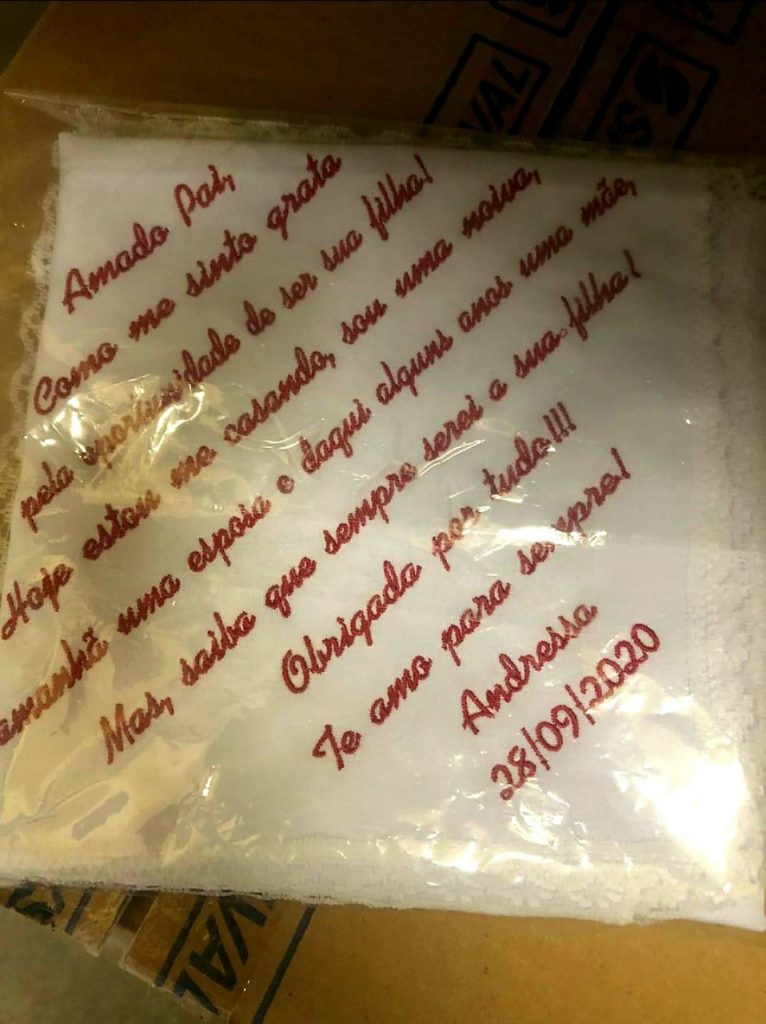 Amado Pai,
Como me sinto grata
pela oportunidade de ser sua filha!
Hoje estou me casando, sou uma noiva,
amanhã uma esposa e daqui alguns anos uma mãe,
Mas, saiba que sempre serei a sua filha!
Obrigada por tudo!!!
Te amo para sempre!
Andressa
28/09/2020
VAL
VAL